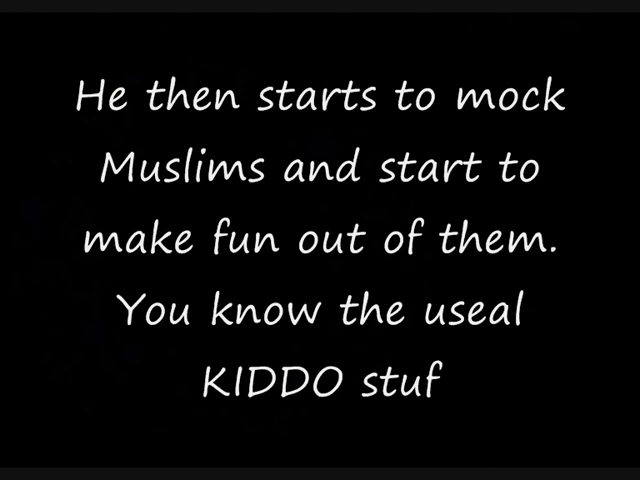 He then starts to mock
Muslims and start to
make fun out of them.
You know the useal
KIDDO stuf